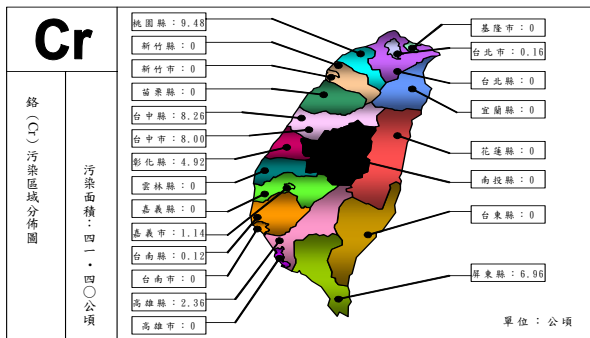 Cr
鉻（Cr）污染區域分佈圖
污染面積：四一．四〇公頃
桃園縣：9.48
新竹縣：0
新竹市：0
苗栗縣：0
台中縣：8.26
台中市：8.00
彰化縣：4.92
雲林縣：0
嘉義縣：0
嘉義市：1.14
台南縣：0.12
台南市：0
高雄縣：2.36
高雄市：0
基隆市：0
台北市：0.16
台北縣：0
宜蘭縣：0
花蓮縣：0
南投縣：0
台東縣：0
屏東縣：6.96
單位：公頃